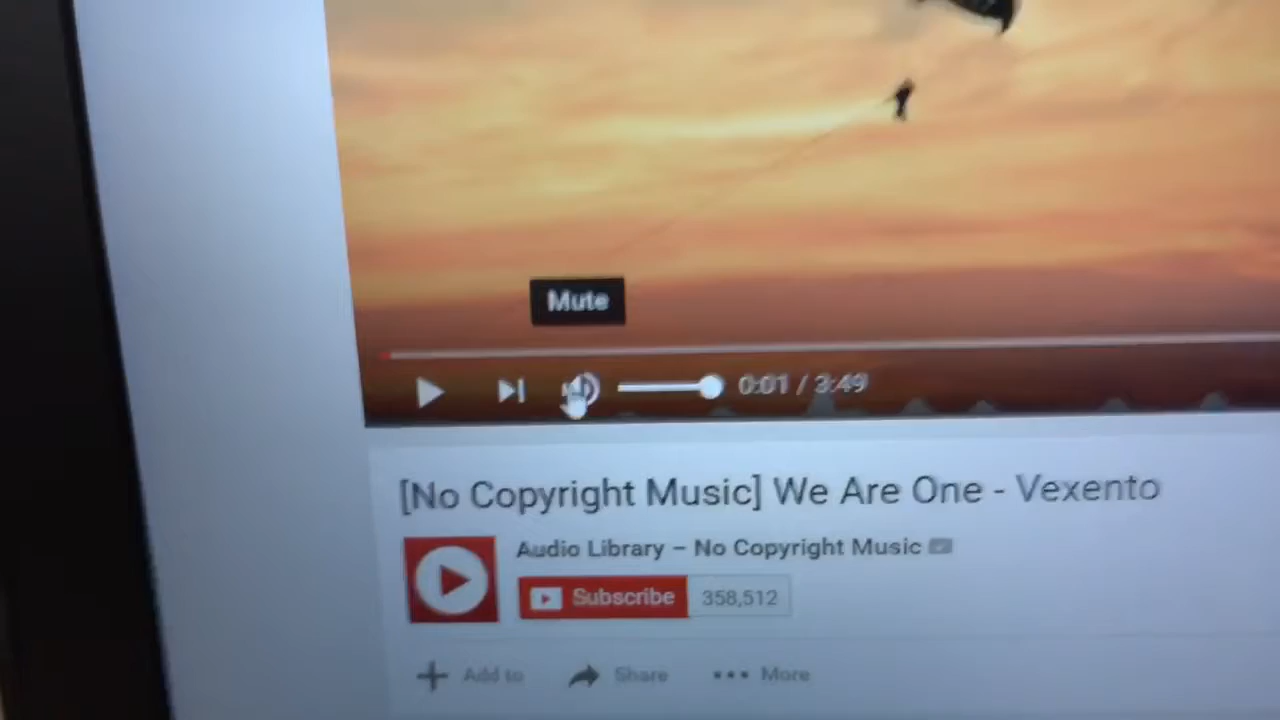 Mute
0:01 / 3:49
[No Copyright Music] We Are One - Vexento
Audio Library – No Copyright Music
Subscribe 358,512
Add to Share More